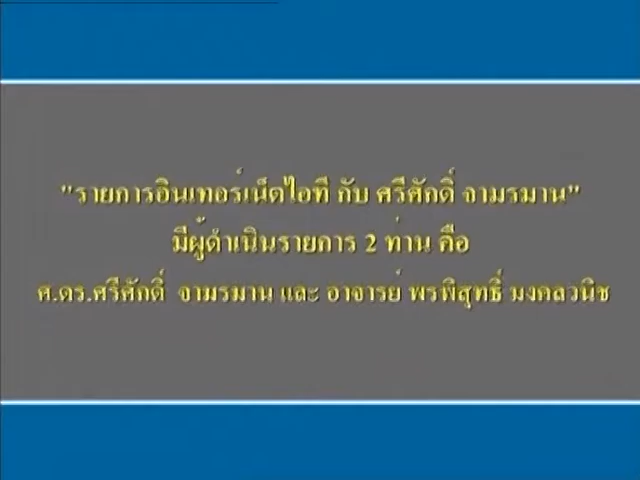 "รายการอินเทอร์เน็ตไอที กับ ศรีศักดิ์ จามรมาน"
มีผู้ดำเนินรายการ 2 ท่าน คือ
ศ.ดร.ศรีศักดิ์ จามรมาน และ อาจารย์ พรพิสุทธิ์ มงคลวนิช